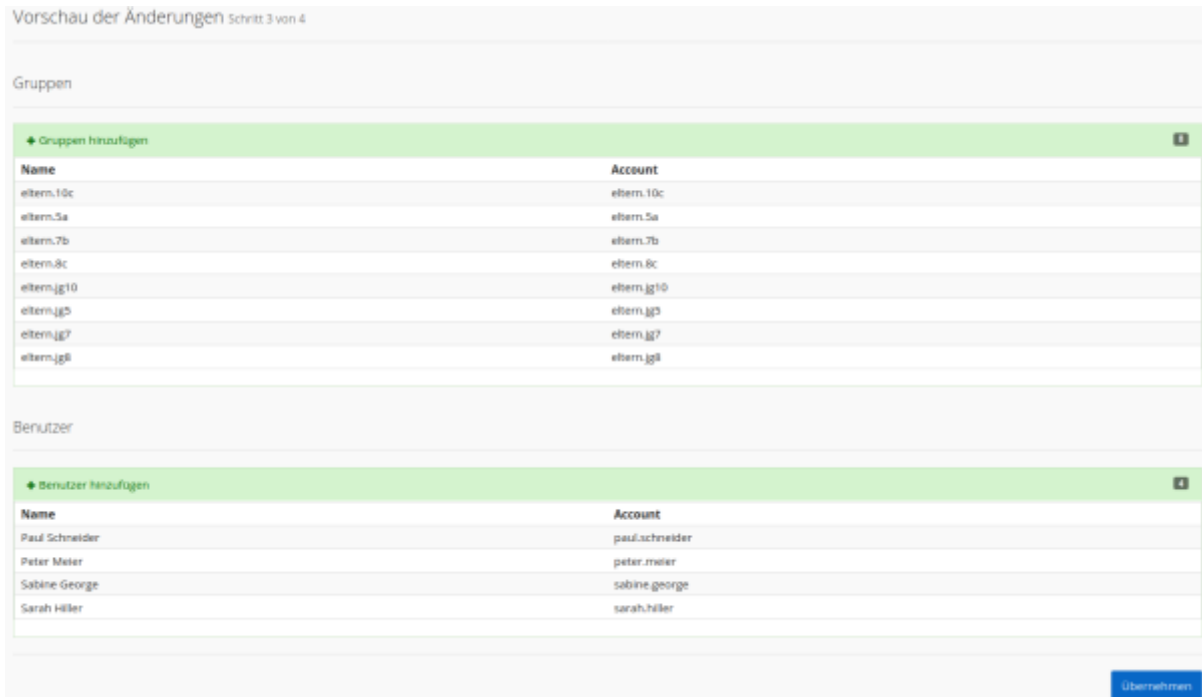 Vorschau der Änderungen Schritt 3 von 4
Gruppen
Gruppen hinzufügen 8
Name Account
eltern.10c eltern.10c
eltern.5a eltern.5a
eltern.7b eltern.7b
eltern.8c eltern.8c
eltern.jg10 eltern.jg10
eltern.jg5 eltern.jg5
eltern.jg7 eltern.jg7
eltern.jg8 eltern.jg8
Benutzer
Benutzer hinzufügen 4
Name Account
Paul Schneider paul.schneider
Peter Meier peter.meier
Sabine George sabine.george
Sarah Hiller sarah.hiller
Übernehmen